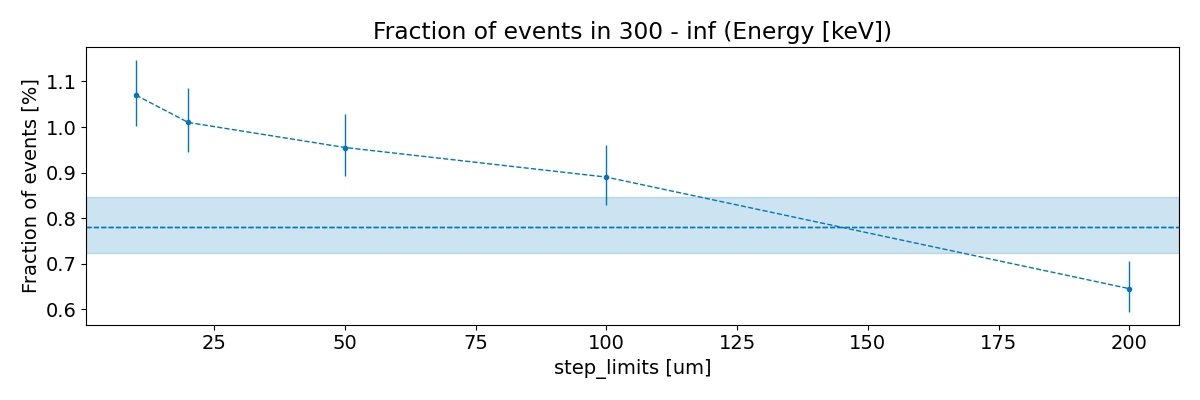 Fraction of events in 300 - inf (Energy [keV])
Fraction of events [%]
1.1
1.0
0.9
0.8
0.7
0.6
25 50 75 100 125 150 175 200
step_limits [um]